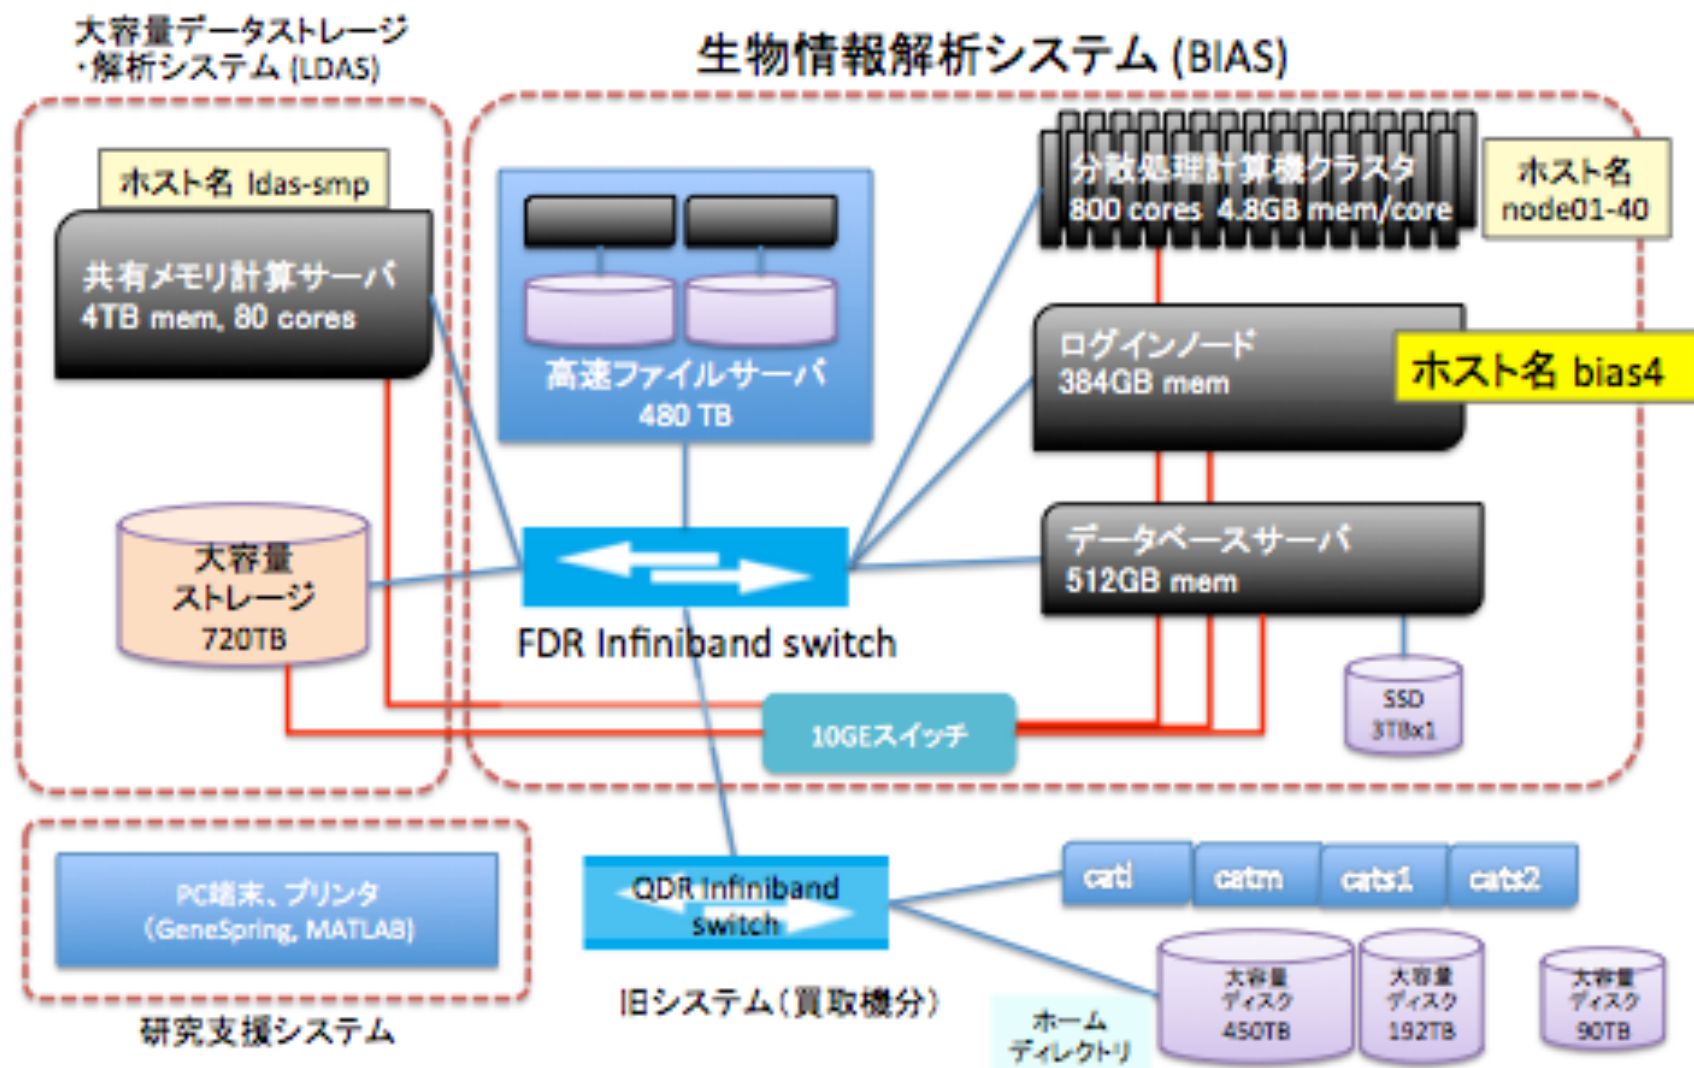 大容量データストレージ
・解析システム (LDAS)
生物情報解析システム (BIAS)
ホスト名 ldas-smp
共有メモリ計算サーバ
4TB mem, 80 cores
高速ファイルサーバ
480 TB
分散処理計算機クラスタ
800 cores 4.8GB mem/core
ホスト名
node01-40
ログインノード
384GB mem
ホスト名 bias4
大容量
ストレージ
720TB
FDR Infiniband switch
データベースサーバ
512GB mem
SSD
3TBx1
10GEスイッチ
PC端末、プリンタ
(GeneSpring, MATLAB)
研究支援システム
QDR Infiniband
switch
旧システム(買取機分)
catl
catm
cats1
cats2
ホーム
ディレクトリ
大容量
ディスク
450TB
大容量
ディスク
192TB
大容量
ディスク
90TB